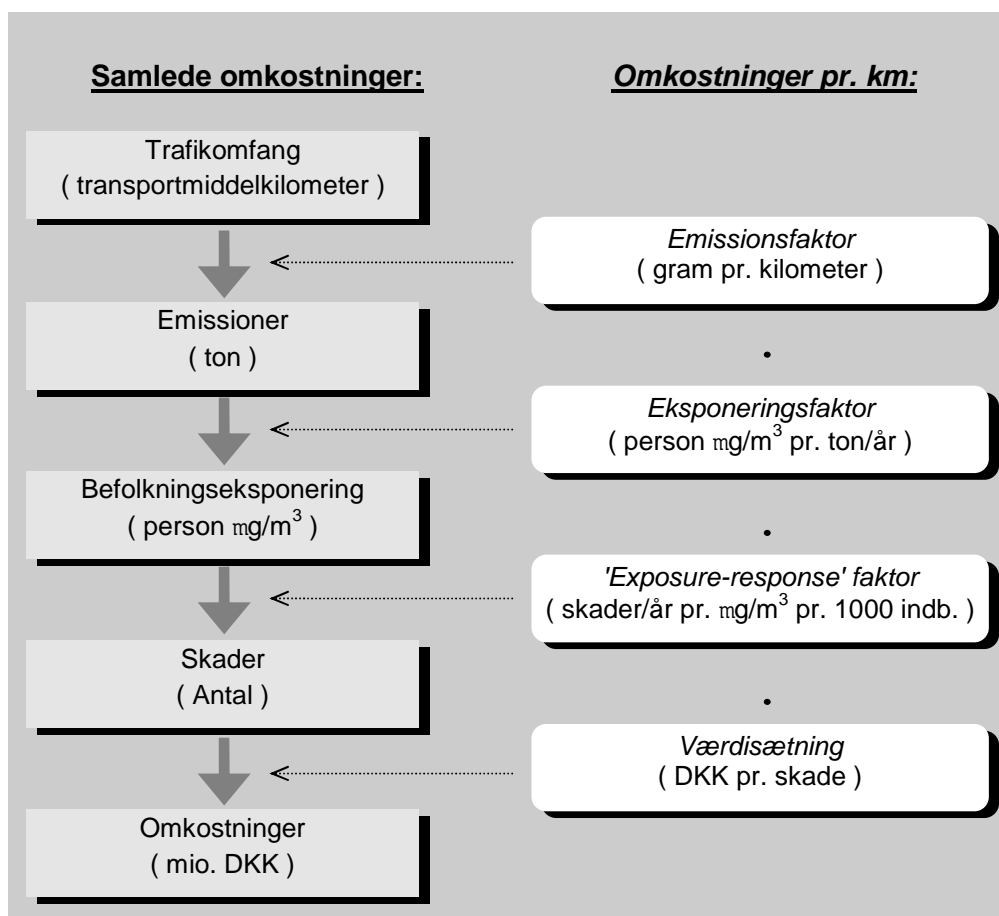 Samlede omkostninger:
Omkostninger pr. km:
Trafikomfang
( transportmiddelkilometer )
Emissionsfaktor
( gram pr. kilometer )
Emissioner
( ton )
Eksponeringsfaktor
( person mg/m³ pr. ton/år )
Befolkningseksponering
( person mg/m³ )
'Exposure-response' faktor
( skader/år pr. mg/m³ pr. 1000 indb. )
Skader
( Antal )
Værdisætning
( DKK pr. skade )
Omkostninger
( mio. DKK )